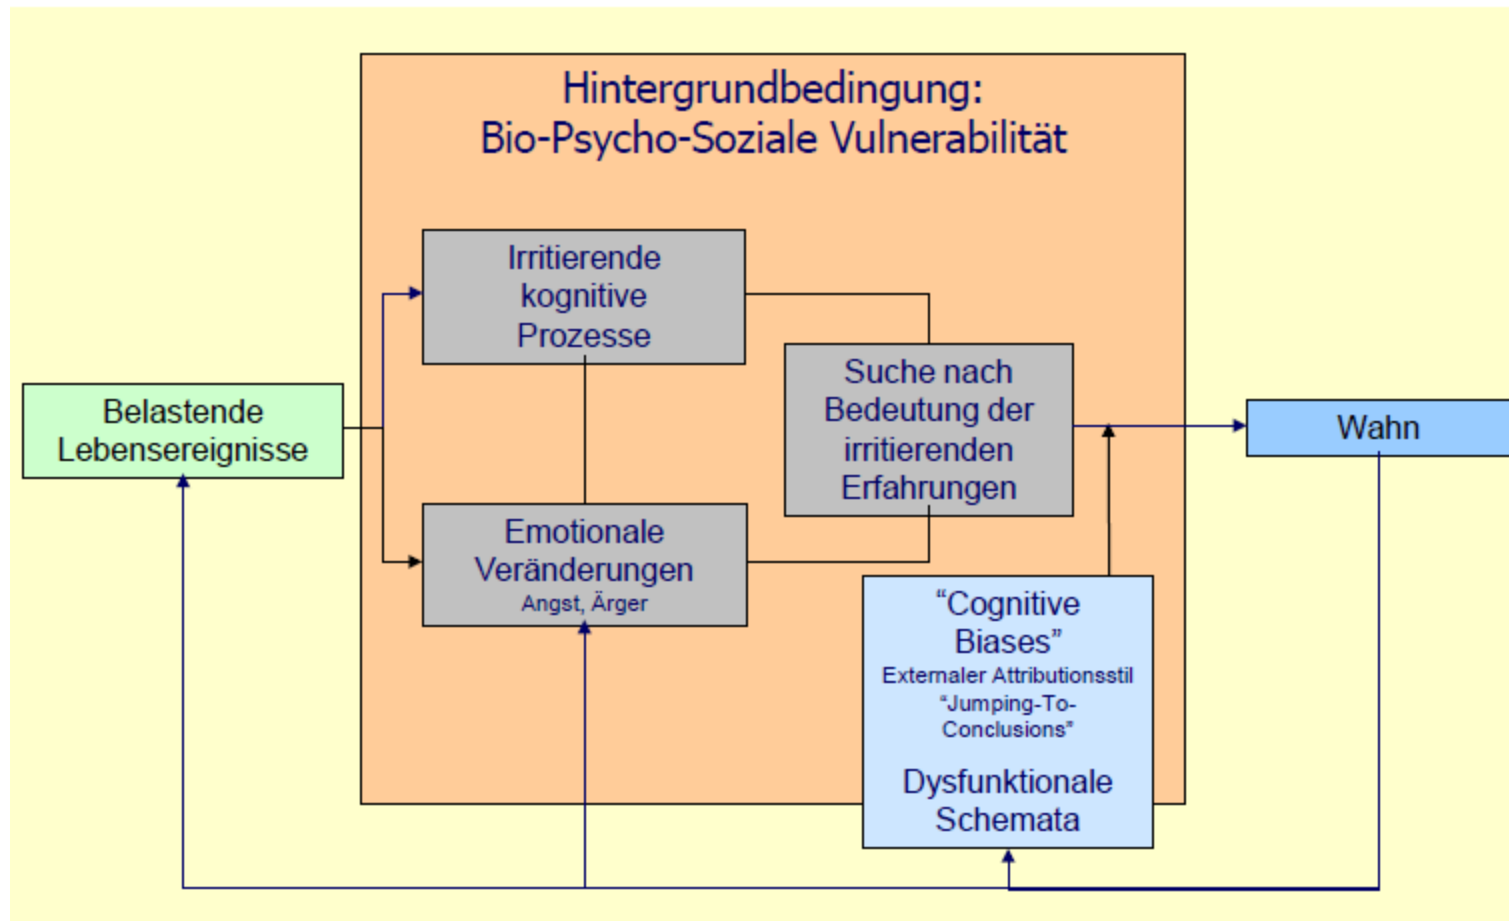 Hintergrundbedingung:
Bio-Psycho-Soziale Vulnerabilität
Irritierende
kognitive
Prozesse
Belastende
Lebensereignisse
Suche nach
Bedeutung der
irritierenden
Erfahrungen
Wahn
Emotionale
Veränderungen
Angst, Ärger
“Cognitive
Biases”
Externaler Attributionsstil
“Jumping-To-
Conclusions”
Dysfunktionale
Schemata